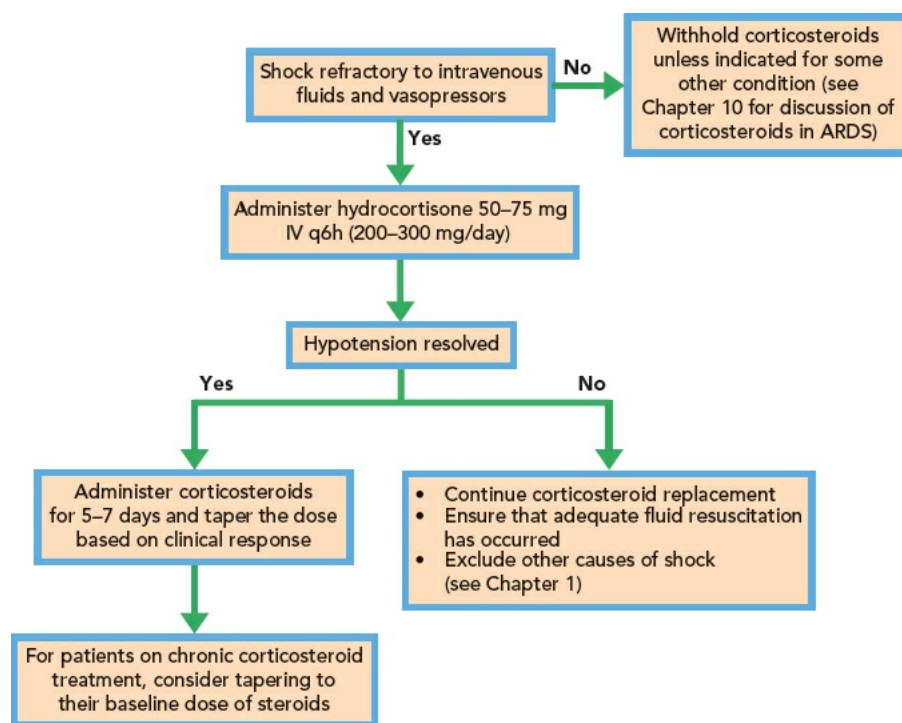 Shock refractory to intravenous
fluids and vasopressors
No
Withhold corticosteroids
unless indicated for some
other condition (see
Chapter 10 for discussion of
corticosteroids in ARDS)
Yes
Administer hydrocortisone 50–75 mg
IV q6h (200–300 mg/day)
Hypotension resolved
Yes
No
Administer corticosteroids
for 5–7 days and taper the dose
based on clinical response
• Continue corticosteroid replacement
• Ensure that adequate fluid resuscitation
has occurred
• Exclude other causes of shock
(see Chapter 1)
For patients on chronic corticosteroid
treatment, consider tapering to
their baseline dose of steroids